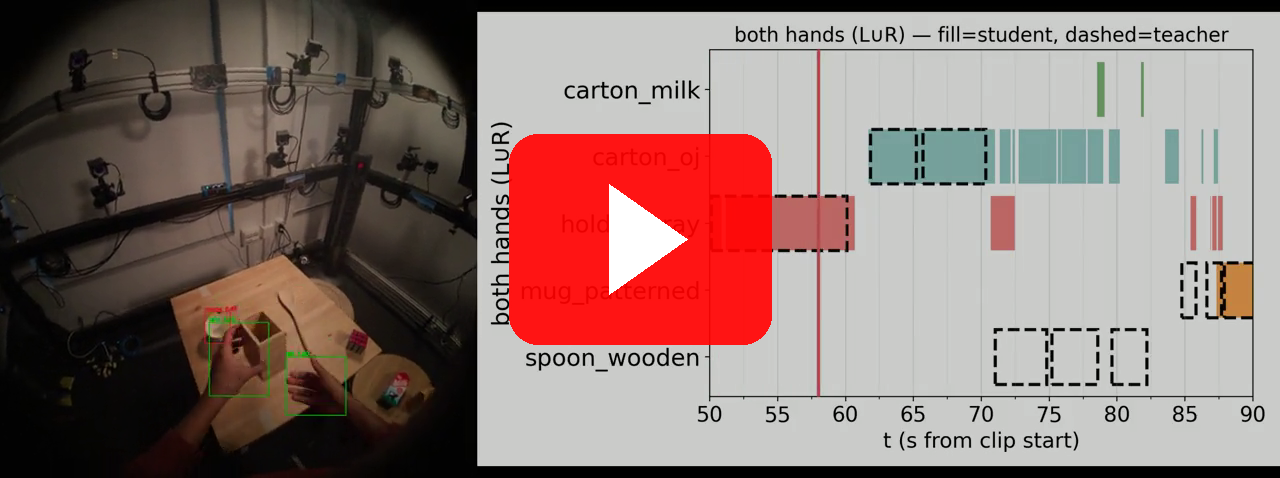 both hands (L∪R) — fill=student, dashed=teacher
both hands (L∪R)
carton_milk
carton_oj
mug_patterned
spoon_wooden
50 55 60 65 70 75 80 85 90
t (s from clip start)